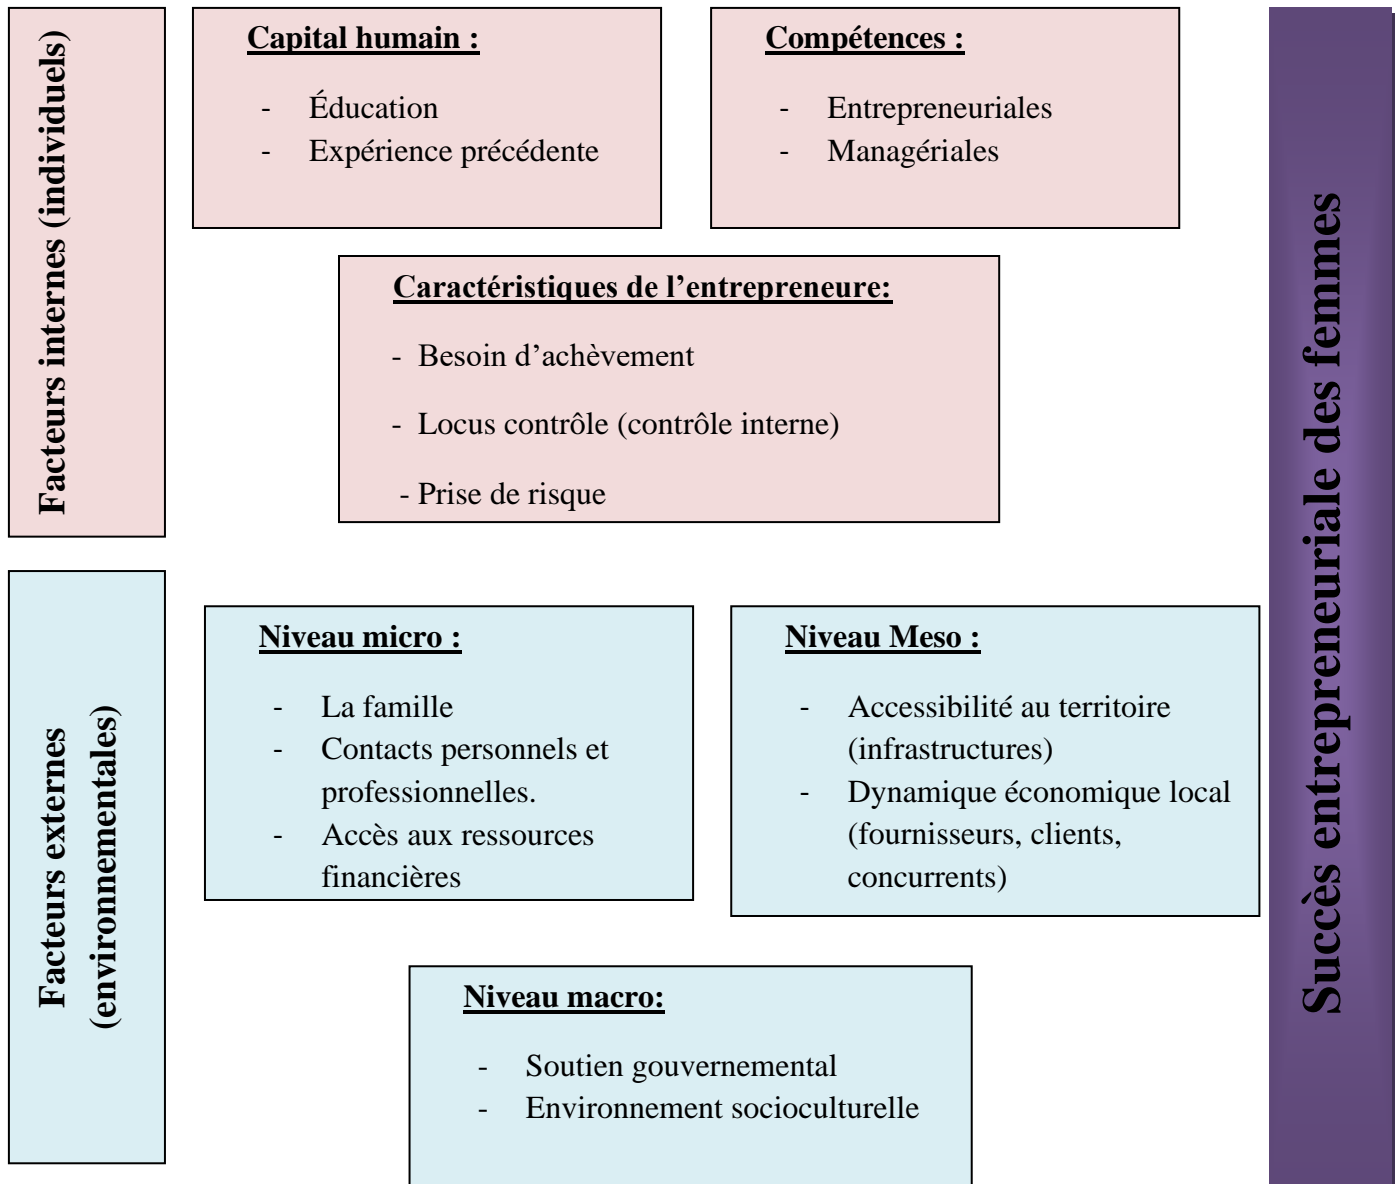 Facteurs internes (individuels)
Capital humain :
- Éducation
- Expérience précédente
Compétences :
- Entrepreneuriales
- Managériales
Caractéristiques de l’entrepreneure:
- Besoin d’achèvement
- Locus contrôle (contrôle interne)
- Prise de risque
Facteurs externes
(environnementales)
Niveau micro :
- La famille
- Contacts personnels et
professionnelles.
- Accès aux ressources
financières
Niveau Meso :
- Accessibilité au territoire
(infrastructures)
- Dynamique économique local
(fournisseurs, clients,
concurrents)
Niveau macro:
- Soutien gouvernemental
- Environnement socioculturelle
Succès entrepreneuriale des femmes